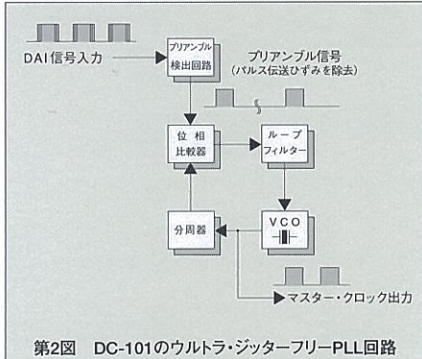 DAI信号入力
プリアンブル
検出回路
プリアンブル信号
(パルス伝送ひずみを除去)
位相
比較器
ループ
フィルター
分周器
VCO
マスター・クロック出力
第2図 DC-101のウルトラ・ジッターフリーPLL回路